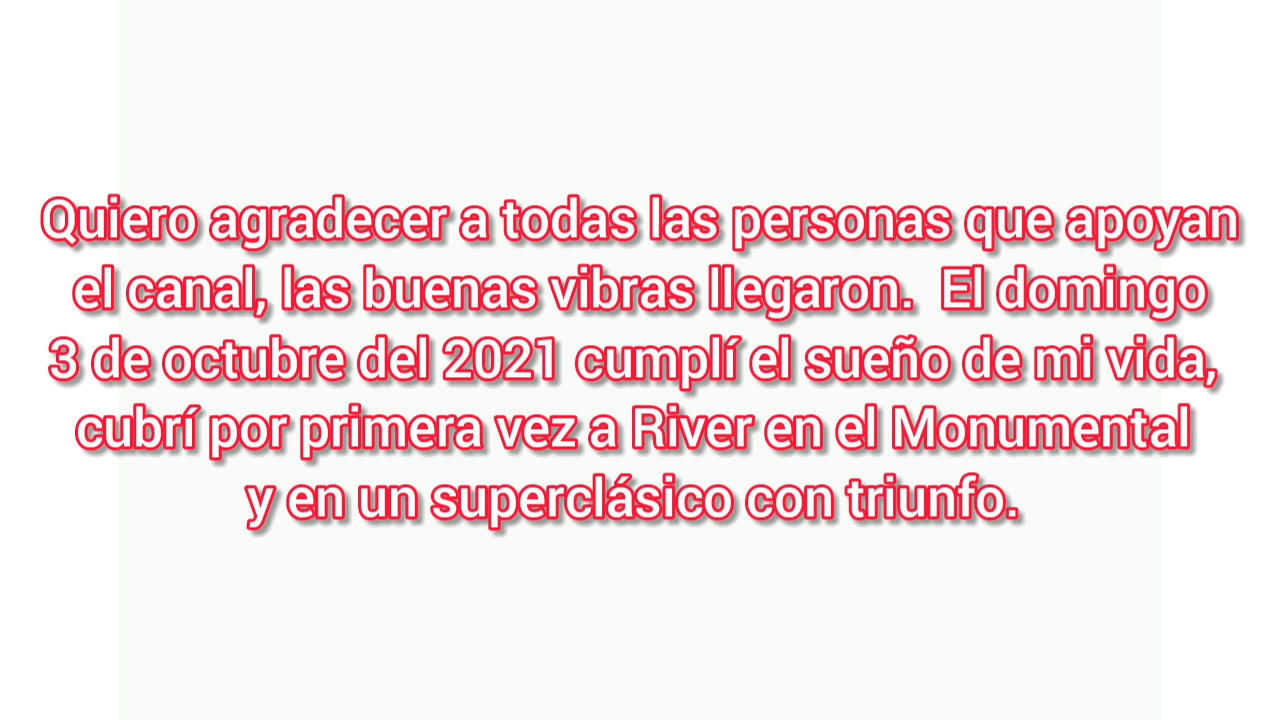 Quiero agradecer a todas las personas que apoyan
el canal, las buenas vibras llegaron.  El domingo
3 de octubre del 2021 cumplí el sueño de mi vida,
cubrí por primera vez a River en el Monumental
y en un superclásico con triunfo.